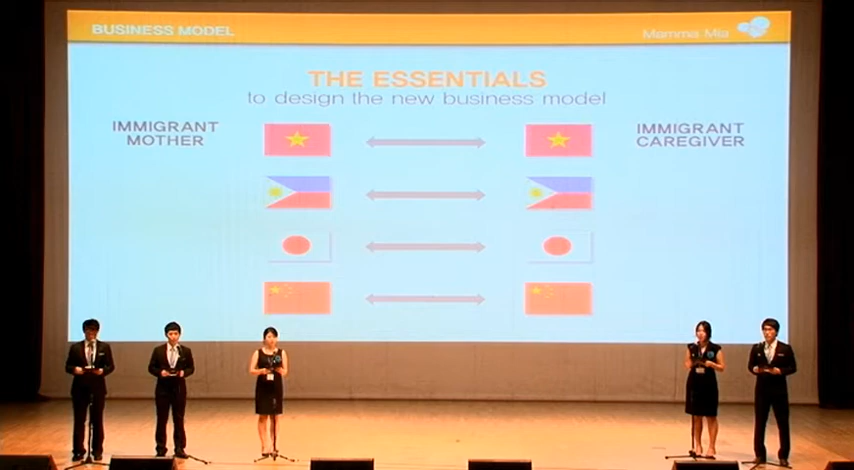 BUSINESS MODEL
Mamma Mia
THE ESSENTIALS
to design the new business model
IMMIGRANT
MOTHER
IMMIGRANT
CAREGIVER